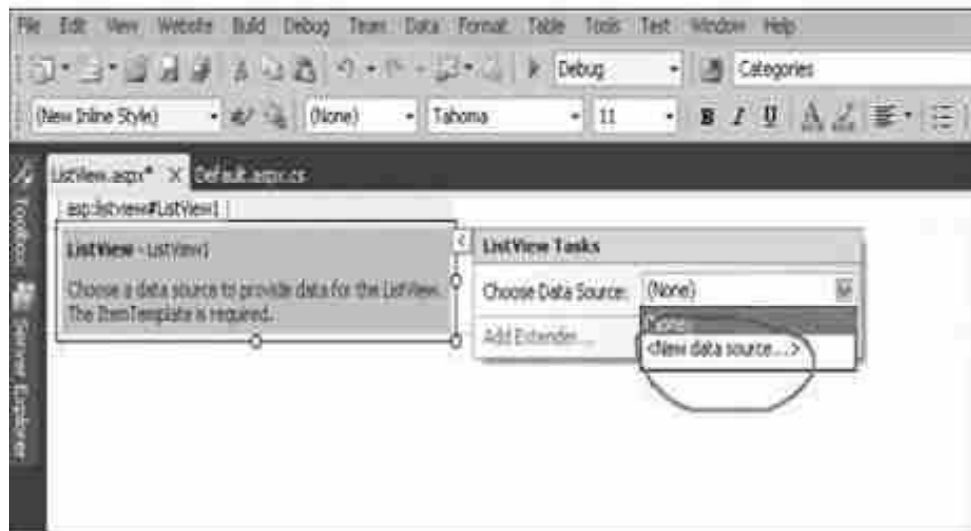 File Edit View Website Build Debug Team Data Format Table Tools Test Window Help
Debug Categories
(New Inline Style) (None) Tahoma 11 B I U
ListView.aspx* X Default.aspx.cs
Toolbox
Server Explorer
asp:listview#ListView1
ListView - ListView1
Choose a data source to provide data for the ListView.
The ItemTemplate is required.
ListView Tasks
Choose Data Source: (None)
(None)
<New data source...>
Add Extender...